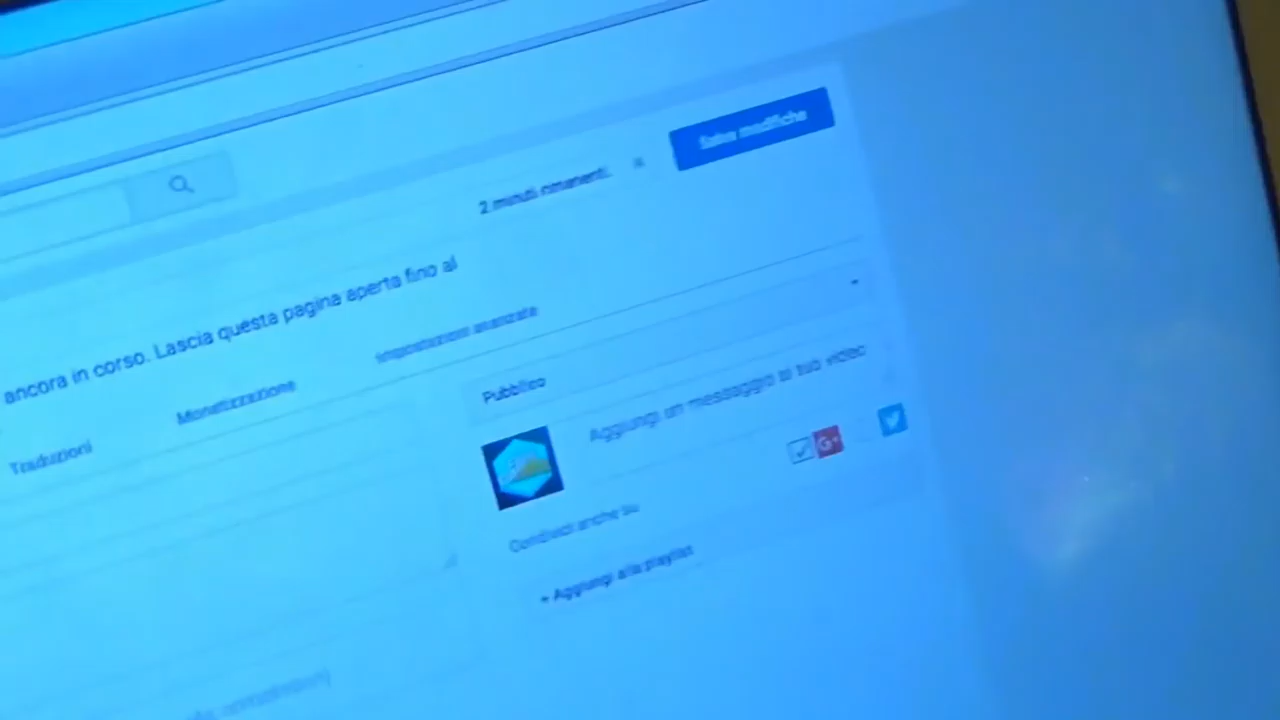 Salva modifiche
2 minuti rimanenti.
ancora in corso. Lascia questa pagina aperta fino al
Traduzioni
Monetizzazione
Impostazioni avanzate
Pubblico
Aggiungi un messaggio al tuo video
G+
Condividi anche su
+ Aggiungi alla playlist